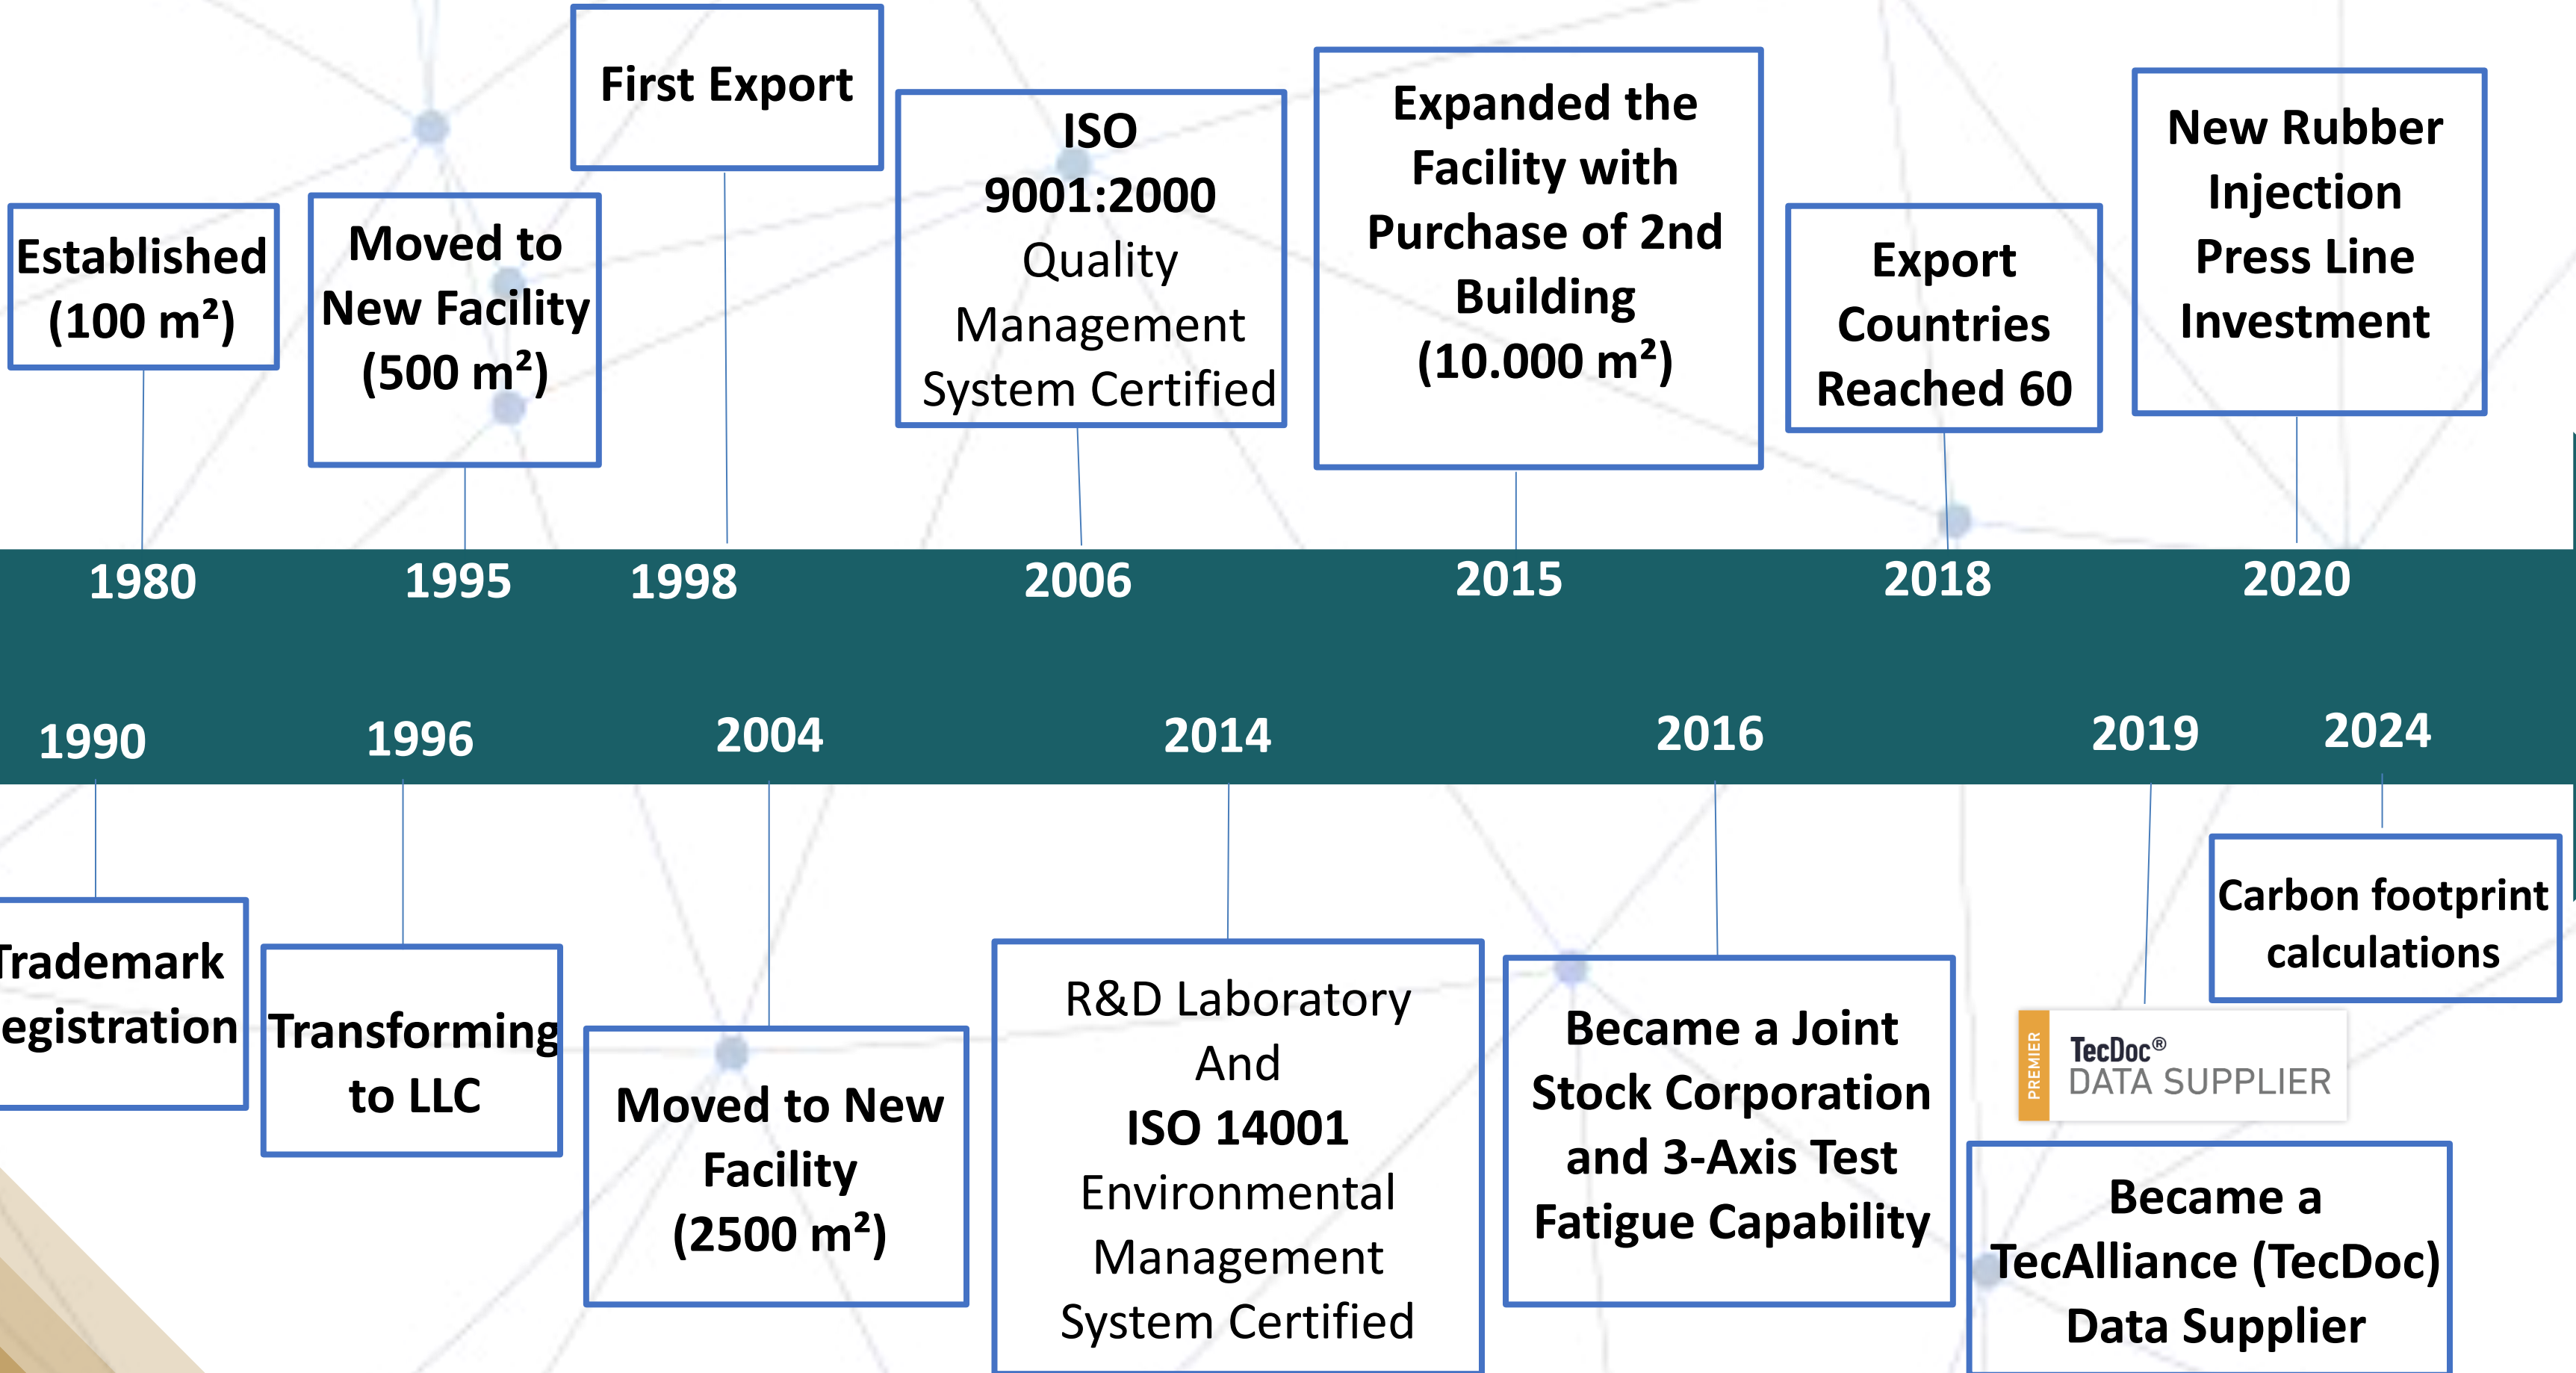 First Export
Established
(100 m²)
Moved to
New Facility
(500 m²)
ISO
9001:2000
Quality
Management
System Certified
Expanded the
Facility with
Purchase of 2nd
Building
(10.000 m²)
Export
Countries
Reached 60
New Rubber
Injection
Press Line
Investment
1980 1995 1998 2006 2015 2018 2020
1990 1996 2004 2014 2016 2019 2024
Trademark
egistration
Transforming
to LLC
Moved to New
Facility
(2500 m²)
R&D Laboratory
And
ISO 14001
Environmental
Management
System Certified
Became a Joint
Stock Corporation
and 3-Axis Test
Fatigue Capability
PREMIER
TecDoc®
DATA SUPPLIER
Became a
TecAlliance (TecDoc)
Data Supplier
Carbon footprint
calculations